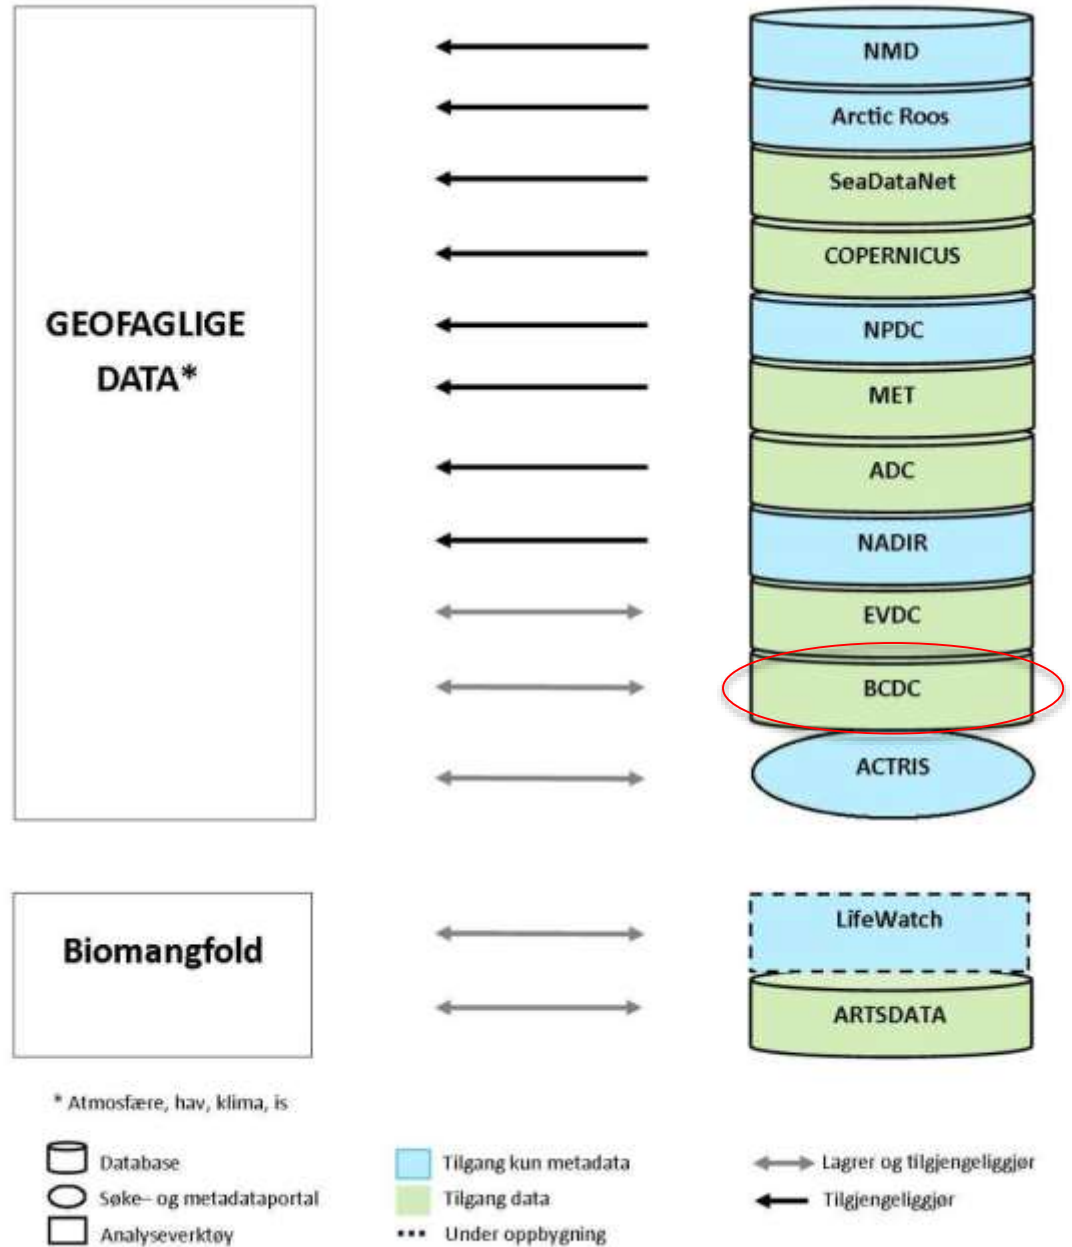 GEOFAGLIGE
DATA*
NMD
Arctic Roos
SeaDataNet
COPERNICUS
NPDC
MET
ADC
NADIR
EVDC
BCDC
ACTRIS
Biomangfold
LifeWatch
ARTSDATA
* Atmosfære, hav, klima, is
Database
Søke– og metadataportal
Analyseverktøy
Tilgang kun metadata
Tilgang data
Under oppbygning
Lagrer og tilgjengeliggjør
Tilgjengeliggjør